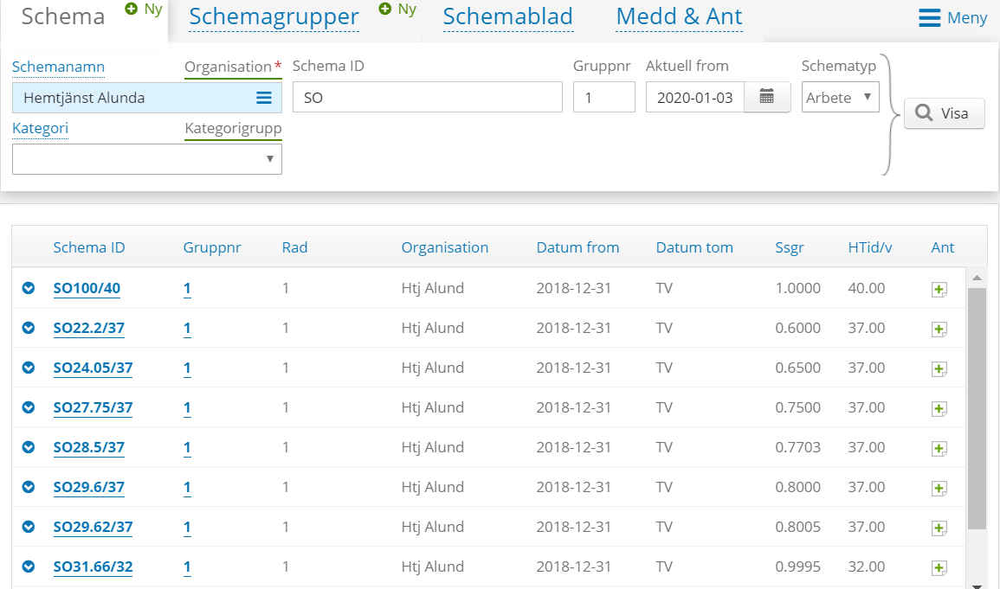 Schema Ny Schemagrupper Ny Schemablad Medd & Ant Meny
Schemanamn Organisation* Schema ID Gruppnr Aktuell from Schematyp
Hemtjänst Alunda SO 1 2020-01-03 Arbete Visa
Kategori Kategorigrupp
Schema ID Gruppnr Rad Organisation Datum from Datum tom Ssgr HTid/v Ant
SO100/40 1 1 Htj Alund 2018-12-31 TV 1.0000 40.00
SO22.2/37 1 1 Htj Alund 2018-12-31 TV 0.6000 37.00
SO24.05/37 1 1 Htj Alund 2018-12-31 TV 0.6500 37.00
SO27.75/37 1 1 Htj Alund 2018-12-31 TV 0.7500 37.00
SO28.5/37 1 1 Htj Alund 2018-12-31 TV 0.7703 37.00
SO29.6/37 1 1 Htj Alund 2018-12-31 TV 0.8000 37.00
SO29.62/37 1 1 Htj Alund 2018-12-31 TV 0.8005 37.00
SO31.66/32 1 1 Htj Alund 2018-12-31 TV 0.9995 32.00